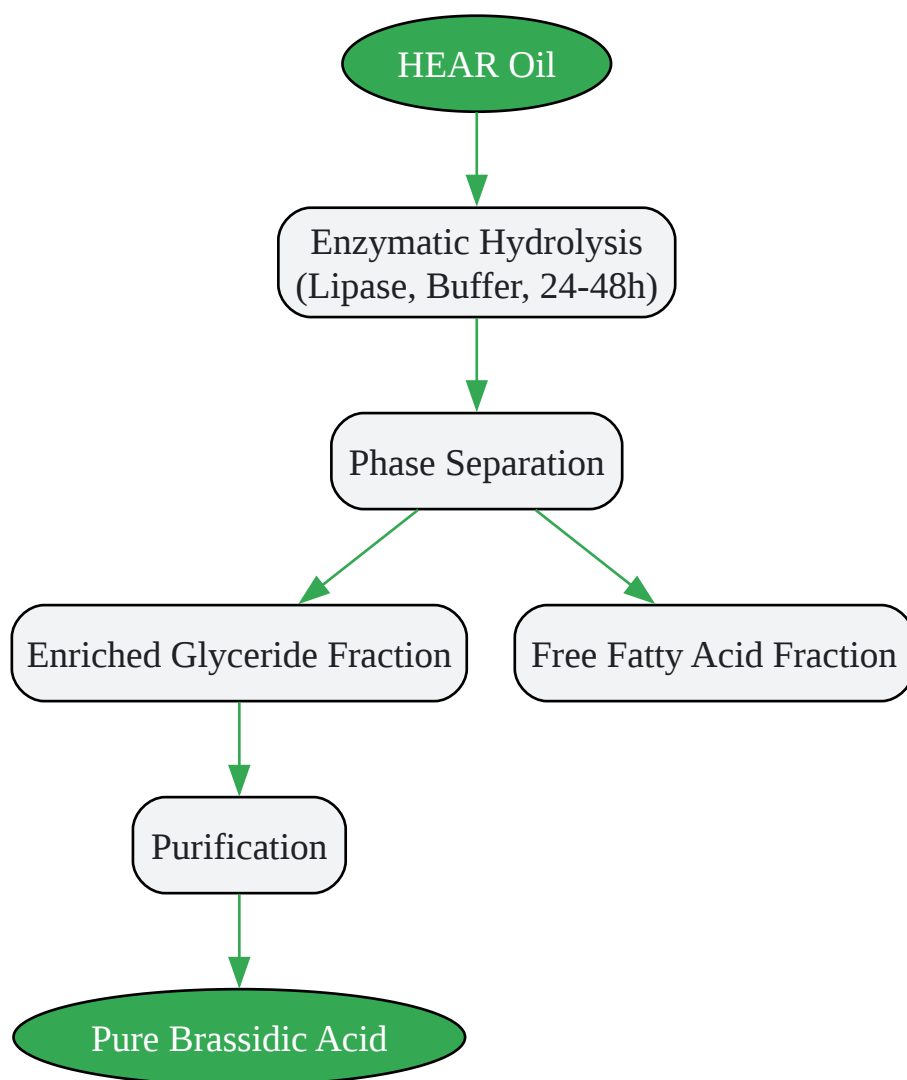 HEAR Oil
Enzymatic Hydrolysis
(Lipase, Buffer, 24-48h)
Phase Separation
Enriched Glyceride Fraction
Free Fatty Acid Fraction
Purification
Pure Brassidic Acid